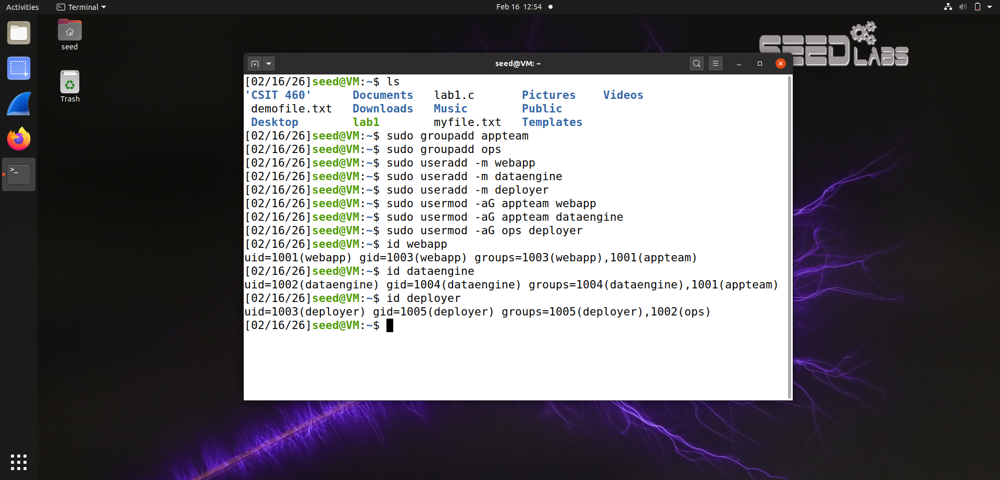 Activities
Terminal
Feb 16 12:54
seed
Trash
SEED LABS
seed@VM: ~
[02/16/26]seed@VM:~$ ls
'CSIT 460' Documents lab1.c Pictures Videos
demofile.txt Downloads Music Public
Desktop lab1 myfile.txt Templates
[02/16/26]seed@VM:~$ sudo groupadd appteam
[02/16/26]seed@VM:~$ sudo groupadd ops
[02/16/26]seed@VM:~$ sudo useradd -m webapp
[02/16/26]seed@VM:~$ sudo useradd -m dataengine
[02/16/26]seed@VM:~$ sudo useradd -m deployer
[02/16/26]seed@VM:~$ sudo usermod -aG appteam webapp
[02/16/26]seed@VM:~$ sudo usermod -aG appteam dataengine
[02/16/26]seed@VM:~$ sudo usermod -aG ops deployer
[02/16/26]seed@VM:~$ id webapp
uid=1001(webapp) gid=1003(webapp) groups=1003(webapp),1001(appteam)
[02/16/26]seed@VM:~$ id dataengine
uid=1002(dataengine) gid=1004(dataengine) groups=1004(dataengine),1001(appteam)
[02/16/26]seed@VM:~$ id deployer
uid=1003(deployer) gid=1005(deployer) groups=1005(deployer),1002(ops)
[02/16/26]seed@VM:~$